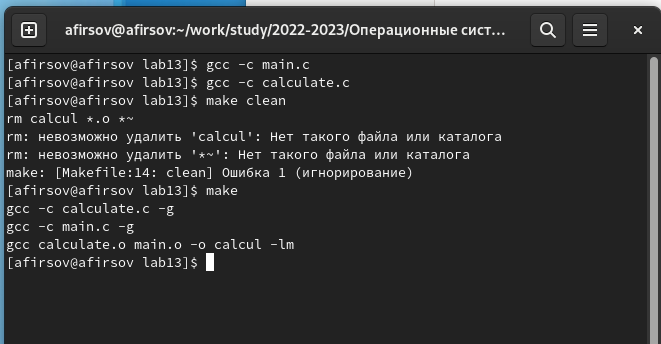 afirsov@afirsov:~/work/study/2022-2023/Операционные сист...
[afirsov@afirsov lab13]$ gcc -c main.c
[afirsov@afirsov lab13]$ gcc -c calculate.c
[afirsov@afirsov lab13]$ make clean
rm calcul *.o *~
rm: невозможно удалить 'calcul': Нет такого файла или каталога
rm: невозможно удалить '*~': Нет такого файла или каталога
make: [Makefile:14: clean] Ошибка 1 (игнорирование)
[afirsov@afirsov lab13]$ make
gcc -c calculate.c -g
gcc -c main.c -g
gcc calculate.o main.o -o calcul -lm
[afirsov@afirsov lab13]$